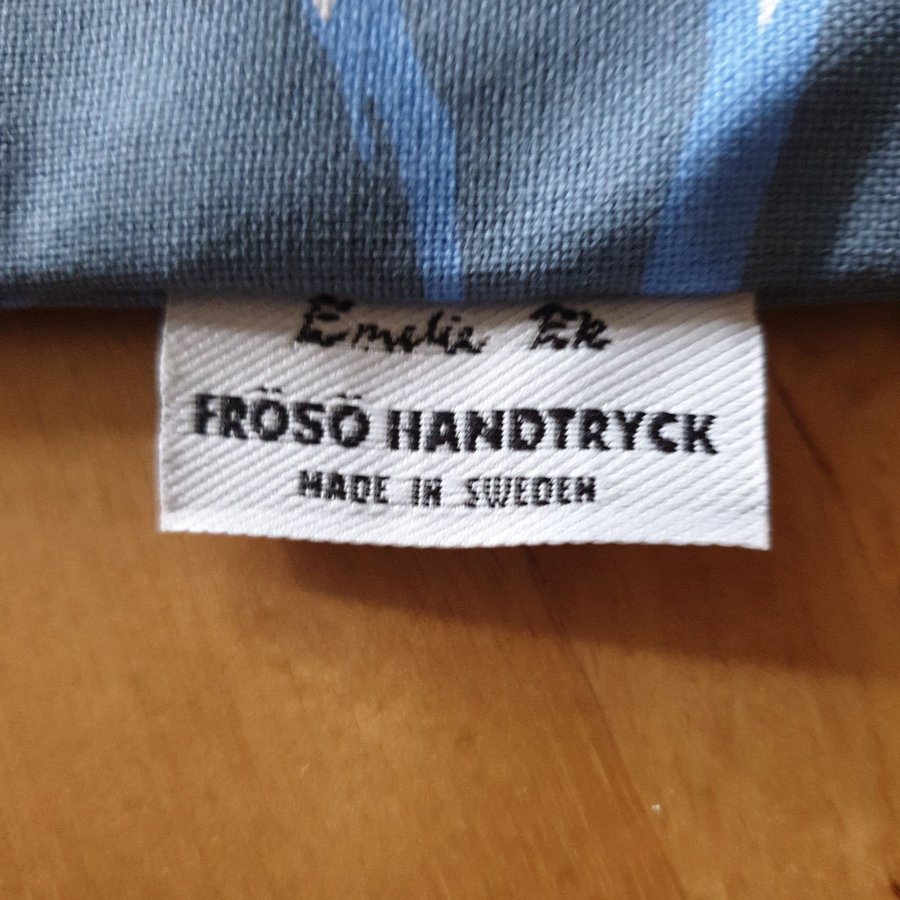 Emelie Ek
FRÖSÖ HANDTRYCK
MADE IN SWEDEN